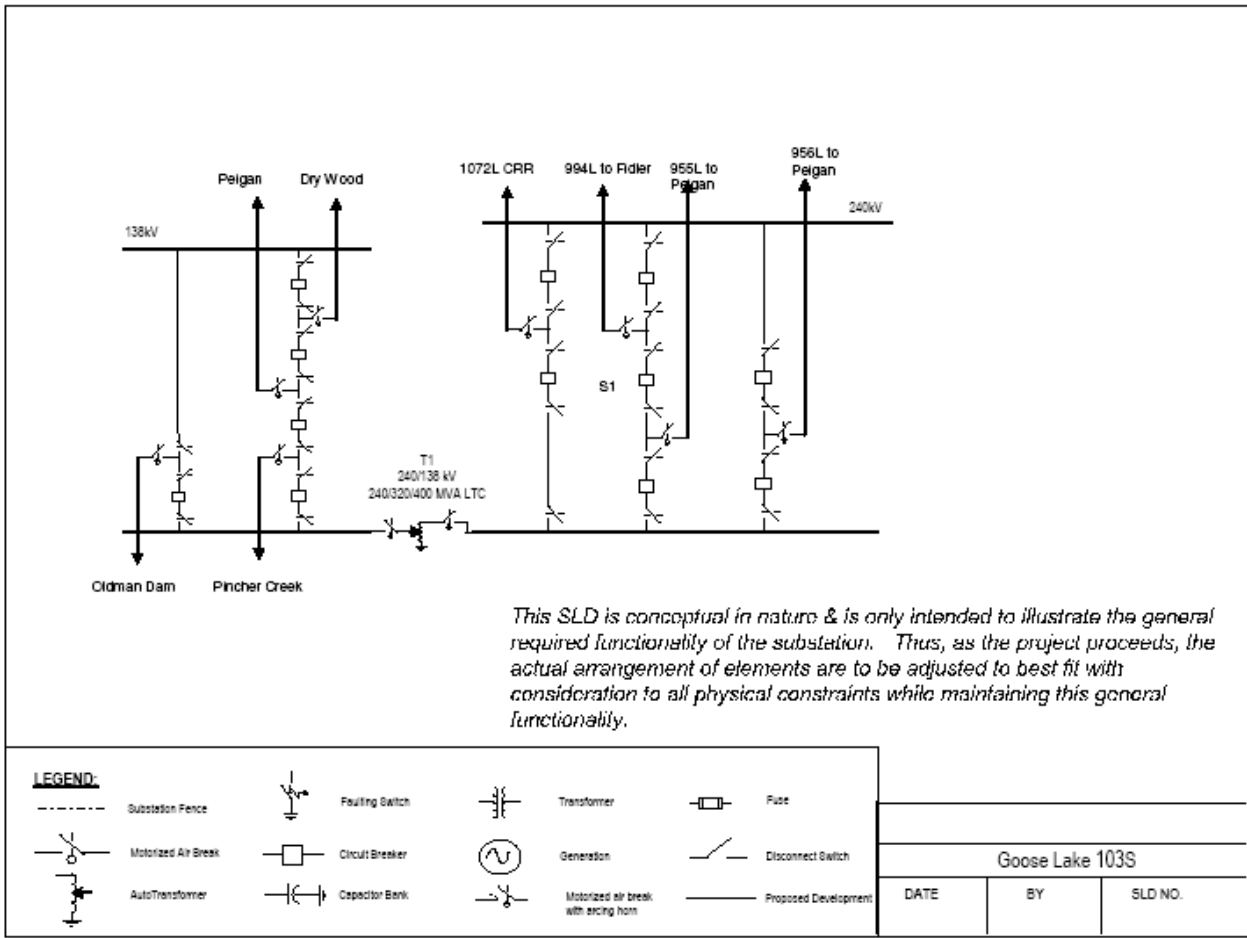 1072L CRR
994L to Fidler
955L to
Peigan
956L to
Peigan
Peigan
Dry Wood
240kV
138kV
S1
T1
240/138 kV
240/320/400 MVA LTC
Oldman Dam
Pincher Creek
This SLD is conceptual in nature & is only intended to illustrate the general
required functionality of the substation. Thus, as the project proceeds, the
actual arrangement of elements are to be adjusted to best fit with
consideration to all physical constraints while maintaining this general
functionality.
LEGEND:
Substation Fence
Faulting Switch
Transformer
Fuse
Motorized Air Break
Circuit Breaker
Generation
Disconnect Switch
AutoTransformer
Capacitor Bank
Motorized air break
with arcing horn
Proposed Development
Goose Lake 103S
DATE
BY
SLD NO.